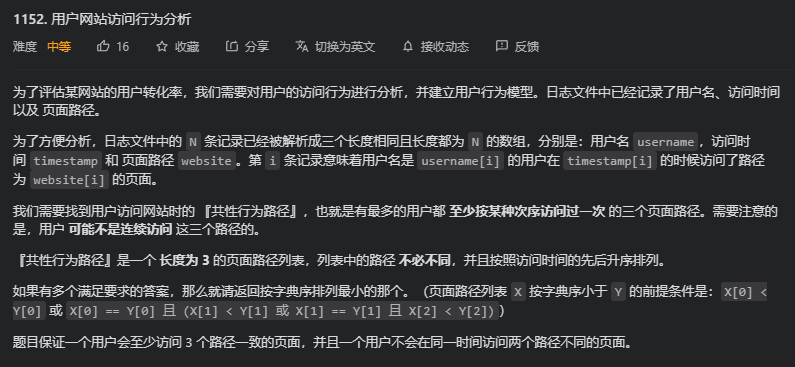 1152. 用户网站访问行为分析
难度 中等 16 收藏 分享 切换为英文 接收动态 反馈
为了评估某网站的用户转化率，我们需要对用户的访问行为进行分析，并建立用户行为模型。日志文件中已经记录了用户名、访问时间
以及 页面路径。
为了方便分析，日志文件中的 N 条记录已经被解析成三个长度相同且长度都为 N 的数组，分别是：用户名 username，访问时
间 timestamp 和 页面路径 website。第 i 条记录意味着用户名是 username[i] 的用户在 timestamp[i] 的时候访问了路径
为 website[i] 的页面。
我们需要找到用户访问网站时的 『共性行为路径』，也就是有最多的用户都 至少按某种次序访问过一次 的三个页面路径。需要注意的
是，用户 可能不是连续访问 这三个路径的。
『共性行为路径』是一个 长度为 3 的页面路径列表，列表中的路径 不必不同，并且按照访问时间的先后升序排列。
如果有多个满足要求的答案，那么就请返回按字典序排列最小的那个。（页面路径列表 X 按字典序小于 Y 的前提条件是：X[0] <
Y[0] 或 X[0] == Y[0] 且 (X[1] < Y[1] 或 X[1] == Y[1] 且 X[2] < Y[2])）
题目保证一个用户会至少访问 3 个路径一致的页面，并且一个用户不会在同一时间访问两个路径不同的页面。